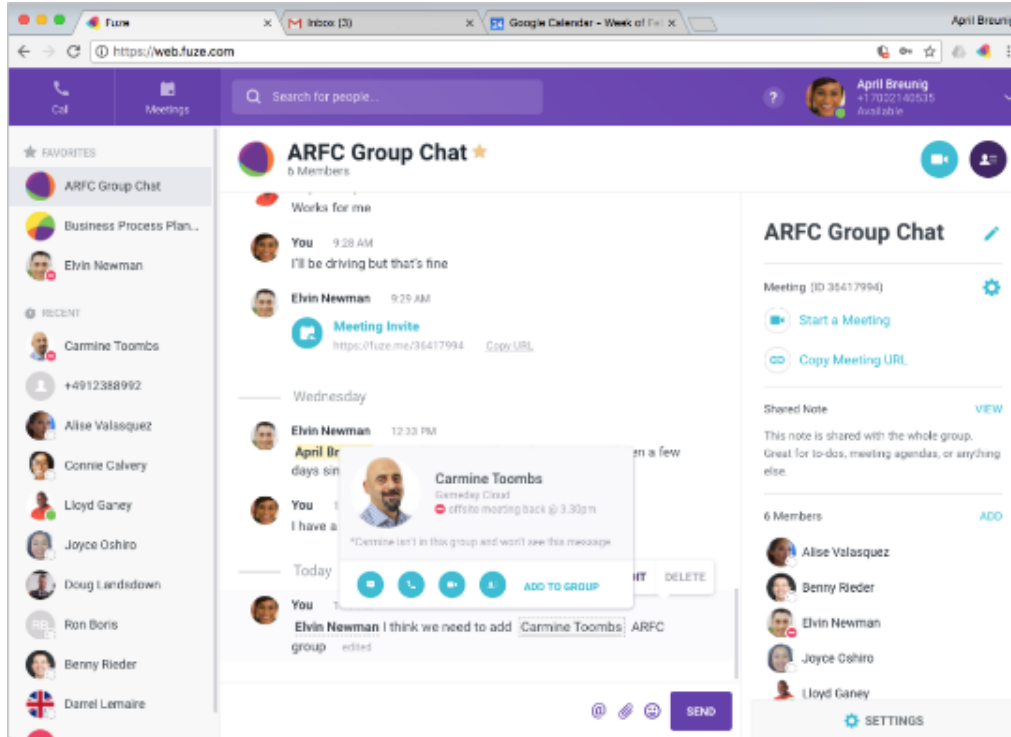 Fuze
Inbox (3)
Google Calendar - Week of Fe
April Breunig
https://web.fuze.com
Call
Meetings
Search for people...
?
April Breunig
+17002140535
Available
FAVORITES
ARFC Group Chat
Business Process Plan...
Elvin Newman
RECENT
Carmine Toombs
+4912388992
Alise Valasquez
Connie Calvery
Lloyd Ganey
Joyce Oshiro
Doug Landsdown
Ron Boris
Benny Rieder
Darrel Lemaire
ARFC Group Chat
6 Members
Works for me
You 9:28 AM
I'll be driving but that's fine
Elvin Newman 9:29 AM
Meeting Invite
https://fuze.me/36417994 Copy URL
Wednesday
Elvin Newman 12:33 PM
April Br en a few
days sin
You
I have a
Carmine Toombs
Gameday Cloud
offsite meeting back @ 3.30pm
*Carmine isn't in this group and won't see this message.
ADD TO GROUP
Today
DELETE
You
Elvin Newman I think we need to add Carmine Toombs ARFC
group edited
@
SEND
ARFC Group Chat
Meeting (ID 36417994)
Start a Meeting
Copy Meeting URL
Shared Note VIEW
This note is shared with the whole group.
Great for to-dos, meeting agendas, or anything
else.
6 Members ADD
Alise Valasquez
Benny Rieder
Elvin Newman
Joyce Oshiro
Lloyd Ganey
SETTINGS